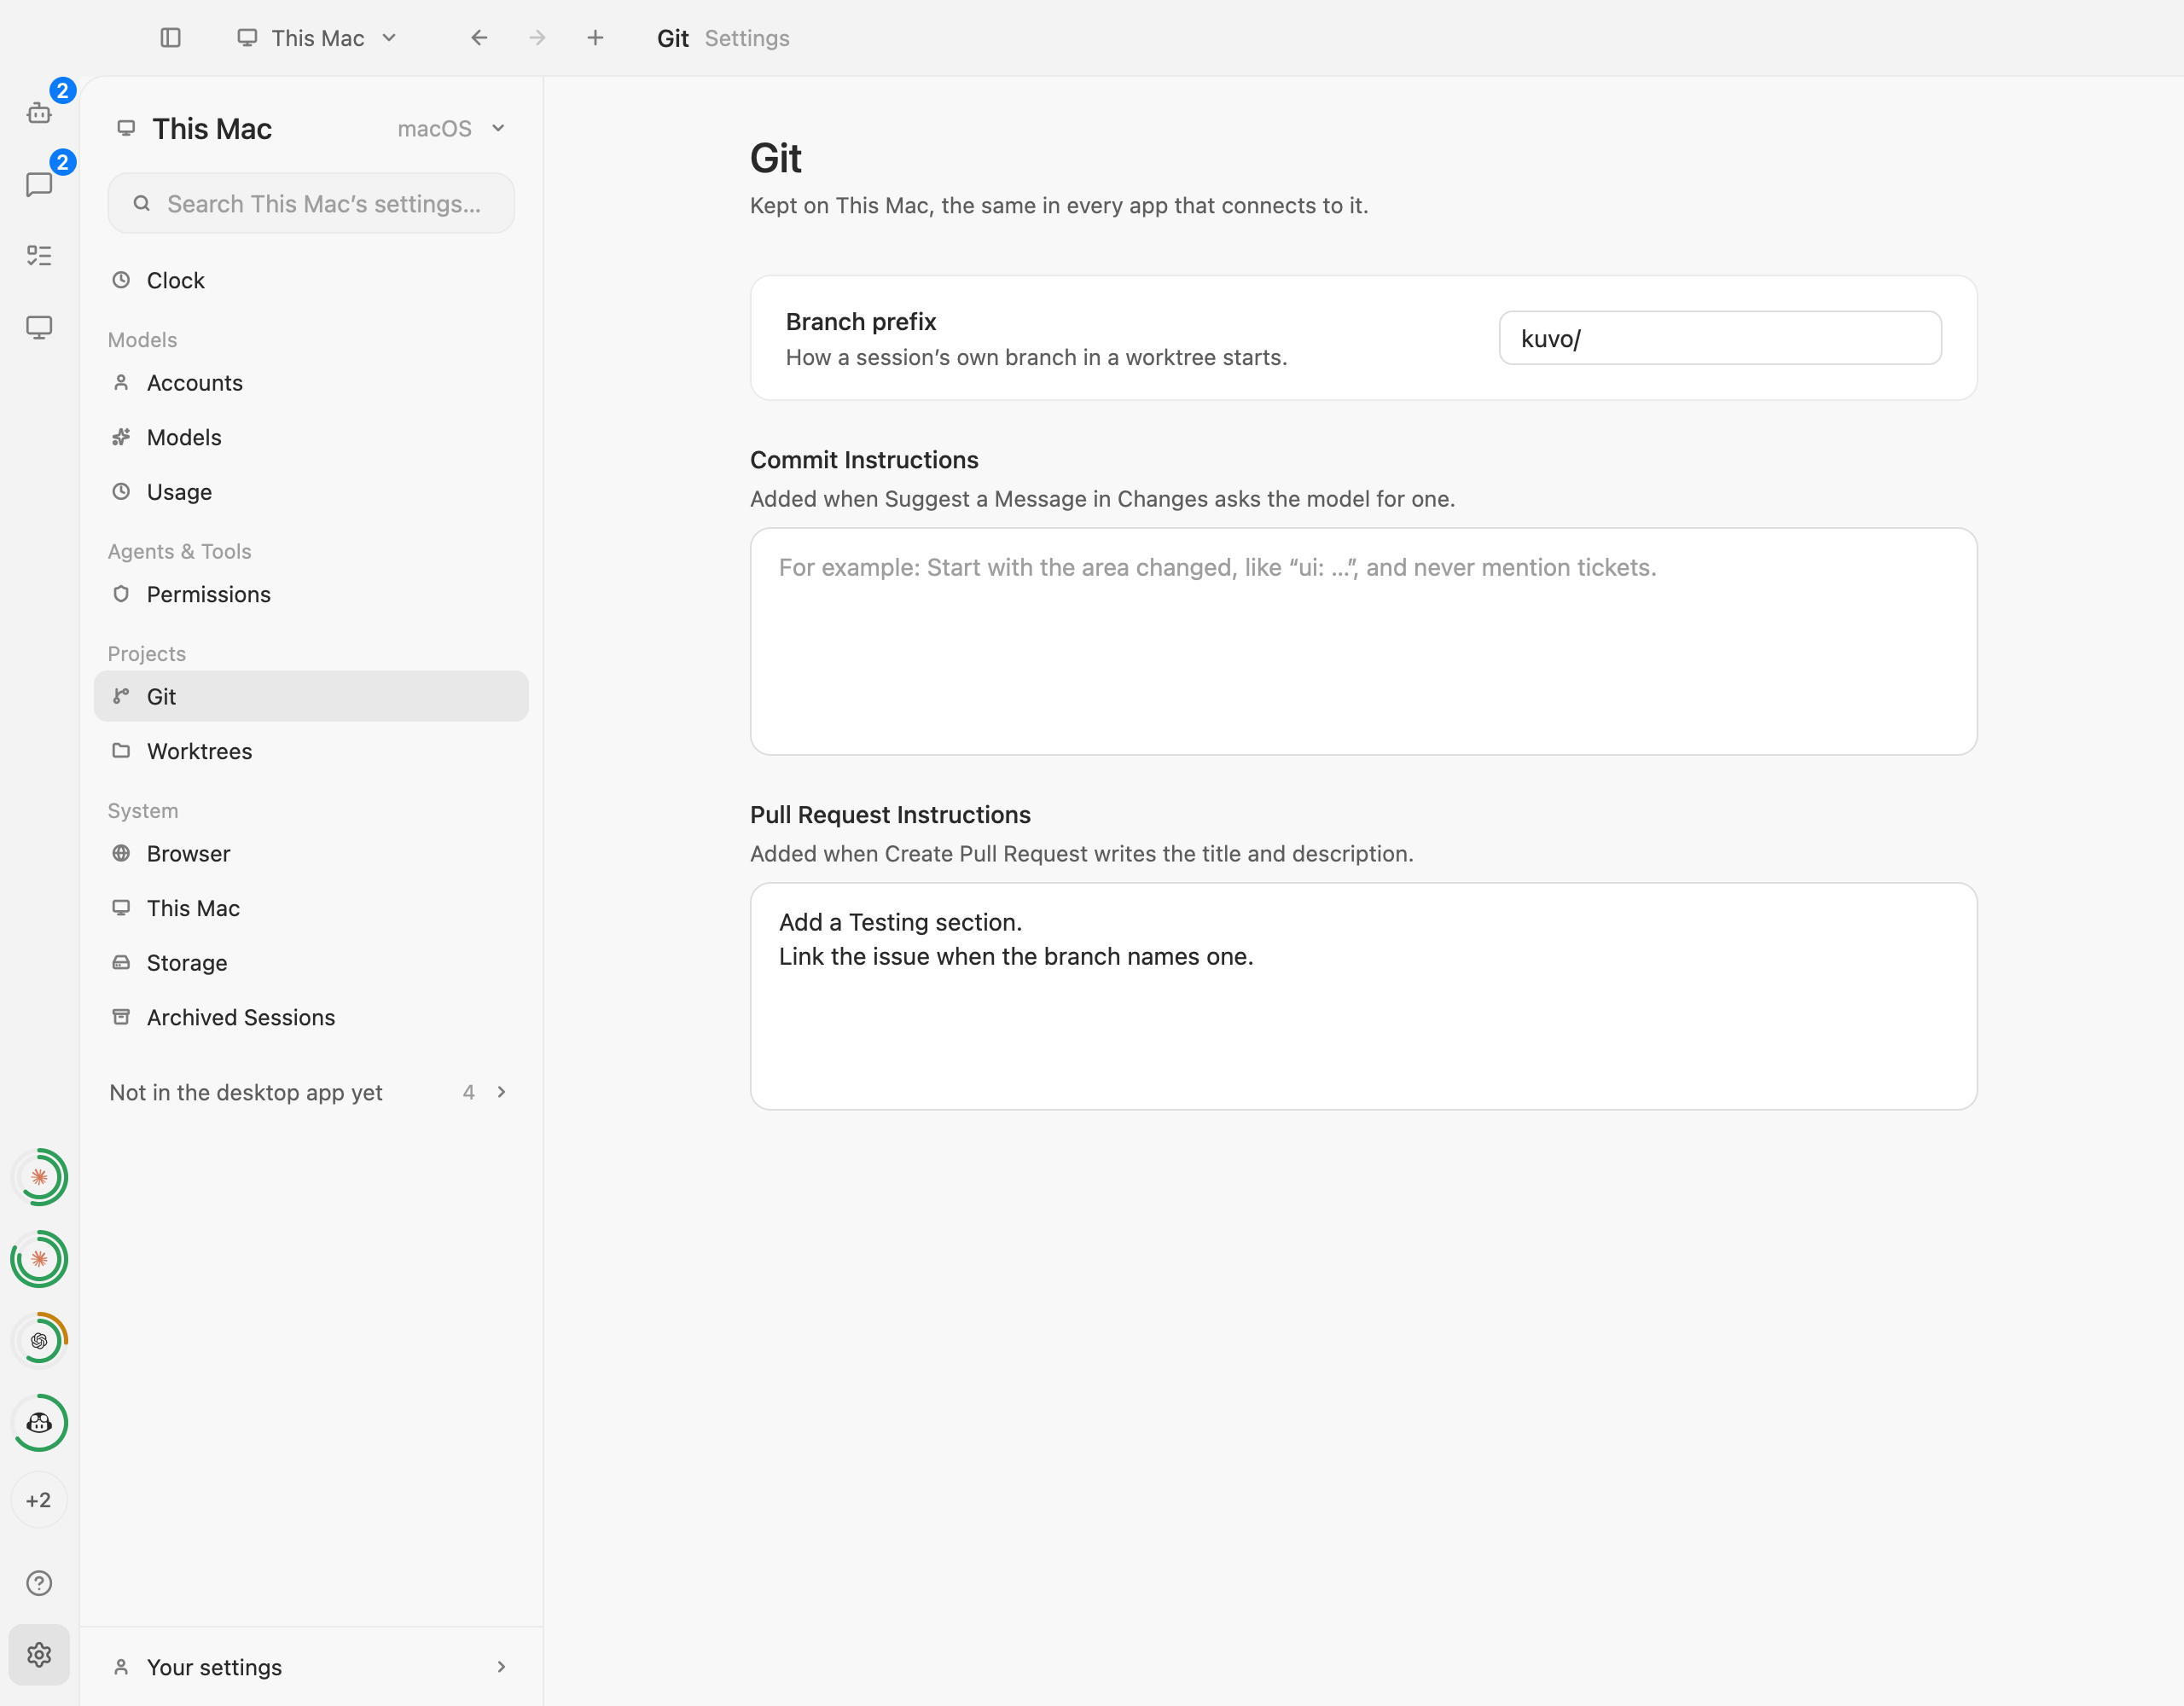 This Mac
Git Settings
2
2
This Mac
macOS
Search This Mac’s settings...
Clock
Models
Accounts
Models
Usage
Agents & Tools
Permissions
Projects
Git
Worktrees
System
Browser
This Mac
Storage
Archived Sessions
Not in the desktop app yet
4
+2
Your settings
Git
Kept on This Mac, the same in every app that connects to it.
Branch prefix
How a session’s own branch in a worktree starts.
kuvo/
Commit Instructions
Added when Suggest a Message in Changes asks the model for one.
For example: Start with the area changed, like “ui: …”, and never mention tickets.
Pull Request Instructions
Added when Create Pull Request writes the title and description.
Add a Testing section.
Link the issue when the branch names one.